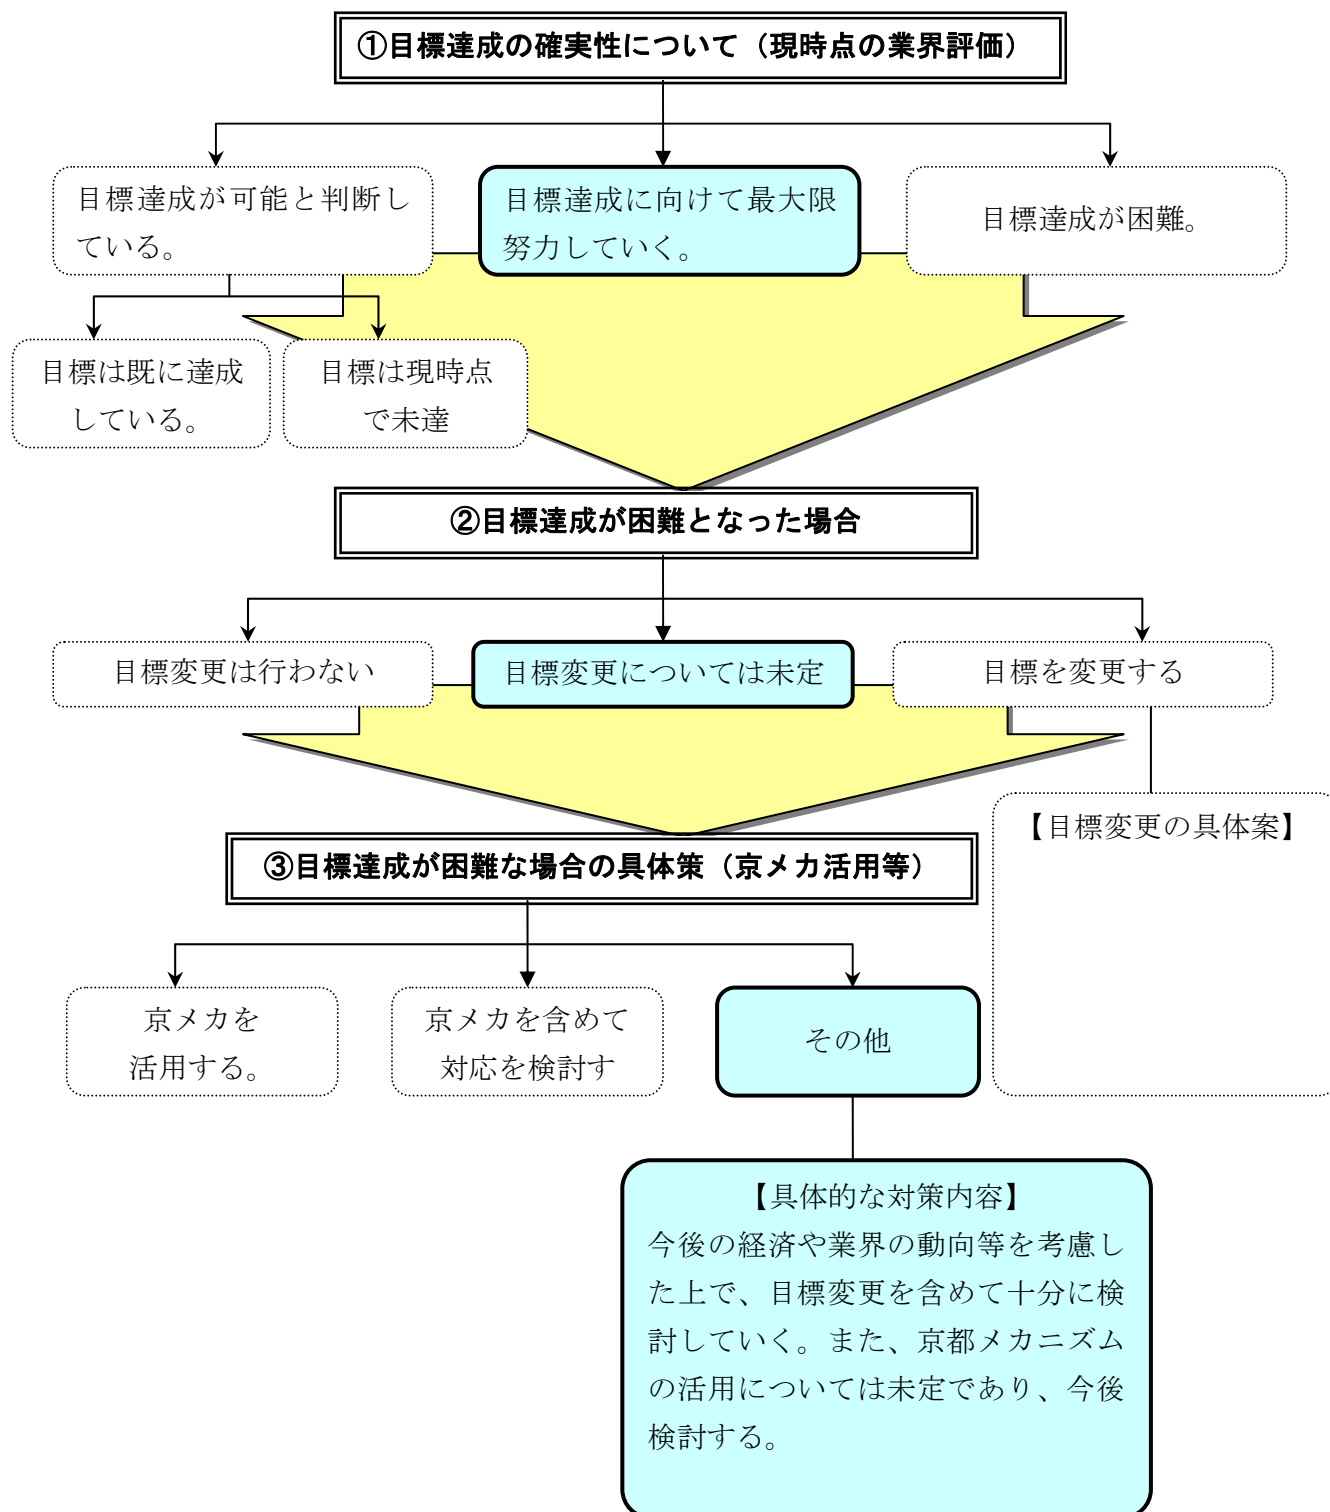 ①目標達成の確実性について（現時点の業界評価）
目標達成が可能と判断し
ている。
目標達成に向けて最大限
努力していく。
目標達成が困難。
目標は既に達成
している。
目標は現時点
で未達
②目標達成が困難となった場合
目標変更は行わない
目標変更については未定
目標を変更する
【目標変更の具体案】
③目標達成が困難な場合の具体策（京メカ活用等）
京メカを
活用する。
京メカを含めて
対応を検討す
その他
【具体的な対策内容】
今後の経済や業界の動向等を考慮し
た上で、目標変更を含めて十分に検
討していく。また、京都メカニズム
の活用については未定であり、今後
検討する。